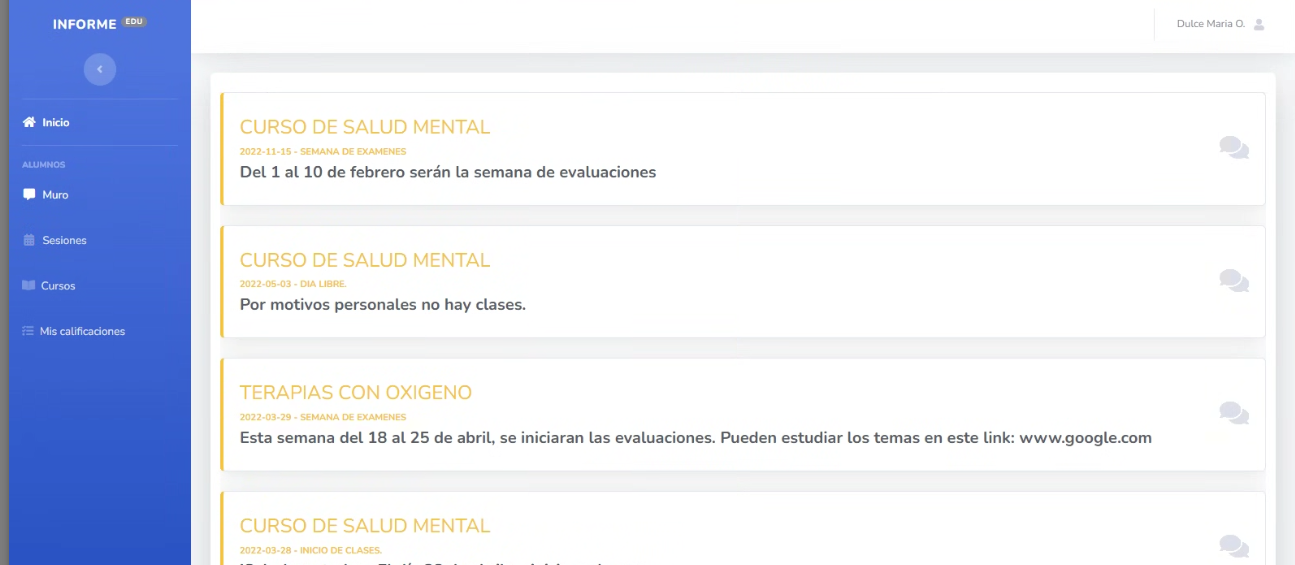 INFORME EDU
Dulce Maria O.
Inicio
ALUMNOS
Muro
Sesiones
Cursos
Mis calificaciones
CURSO DE SALUD MENTAL
2022-11-15 - SEMANA DE EXAMENES
Del 1 al 10 de febrero serán la semana de evaluaciones
CURSO DE SALUD MENTAL
2022-05-03 - DIA LIBRE.
Por motivos personales no hay clases.
TERAPIAS CON OXIGENO
2022-03-29 - SEMANA DE EXAMENES
Esta semana del 18 al 25 de abril, se iniciaran las evaluaciones. Pueden estudiar los temas en este link: www.google.com
CURSO DE SALUD MENTAL
2022-03-28 - INICIO DE CLASES.